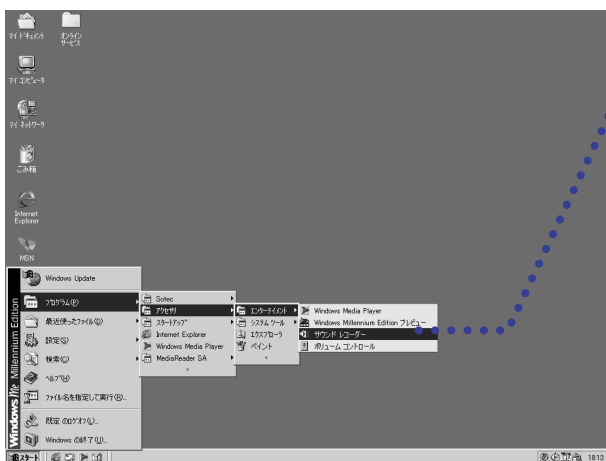 マイ ドキュメント
オンライン
サービス
マイ コンピュータ
マイ ネットワーク
ごみ箱
Internet
Explorer
MSN
Windows Me Millennium Edition
Windows Update
プログラム(P)
最近使ったファイル(D)
設定(S)
検索(C)
ヘルプ(H)
ファイル名を指定して実行(R)...
既定 のログオフ(L)...
Windows の終了(U)...
Sotec
アクセサリ
スタートアップ
Internet Explorer
Windows Media Player
MediaReader SA
エンターテイメント
システム ツール
エクスプローラ
ペイント
Windows Media Player
Windows Millennium Edition プレビュー
サウンド レコーダー
ボリューム コントロール
スタート
18:13